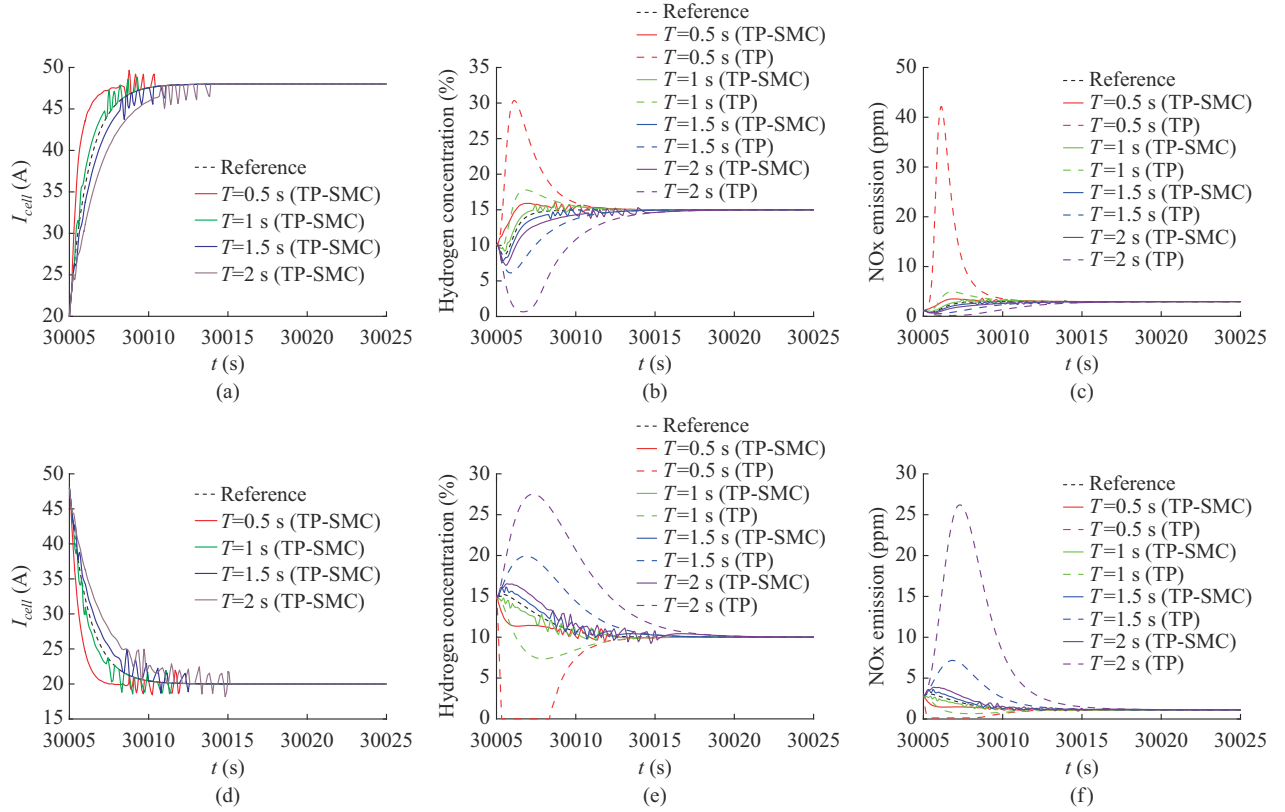 Reference
T=0.5 s (TP-SMC)
T=0.5 s (TP)
T=1 s (TP-SMC)
T=1 s (TP)
T=1.5 s (TP-SMC)
T=1.5 s (TP)
T=2 s (TP-SMC)
T=2 s (TP)
Reference
T=0.5 s (TP-SMC)
T=0.5 s (TP)
T=1 s (TP-SMC)
T=1 s (TP)
T=1.5 s (TP-SMC)
T=1.5 s (TP)
T=2 s (TP-SMC)
T=2 s (TP)
Reference
T=0.5 s (TP-SMC)
T=1 s (TP-SMC)
T=1.5 s (TP-SMC)
T=2 s (TP-SMC)
I_cell (A)
50
45
40
35
30
25
20
30005 30010 30015 30020 30025
t (s)
(a)
Hydrogen concentration (%)
35
30
25
20
15
10
5
0
30005 30010 30015 30020 30025
t (s)
(b)
NOx emission (ppm)
50
40
30
20
10
0
30005 30010 30015 30020 30025
t (s)
(c)
Reference
T=0.5 s (TP-SMC)
T=1 s (TP-SMC)
T=1.5 s (TP-SMC)
T=2 s (TP-SMC)
I_cell (A)
50
45
40
35
30
25
20
15
30005 30010 30015 30020 30025
t (s)
(d)
Reference
T=0.5 s (TP-SMC)
T=0.5 s (TP)
T=1 s (TP-SMC)
T=1 s (TP)
T=1.5 s (TP-SMC)
T=1.5 s (TP)
T=2 s (TP-SMC)
T=2 s (TP)
Hydrogen concentration (%)
30
25
20
15
10
5
0
30005 30010 30015 30020 30025
t (s)
(e)
Reference
T=0.5 s (TP-SMC)
T=0.5 s (TP)
T=1 s (TP-SMC)
T=1 s (TP)
T=1.5 s (TP-SMC)
T=1.5 s (TP)
T=2 s (TP-SMC)
T=2 s (TP)
NOx emission (ppm)
30
25
20
15
10
5
0
30005 30010 30015 30020 30025
t (s)
(f)